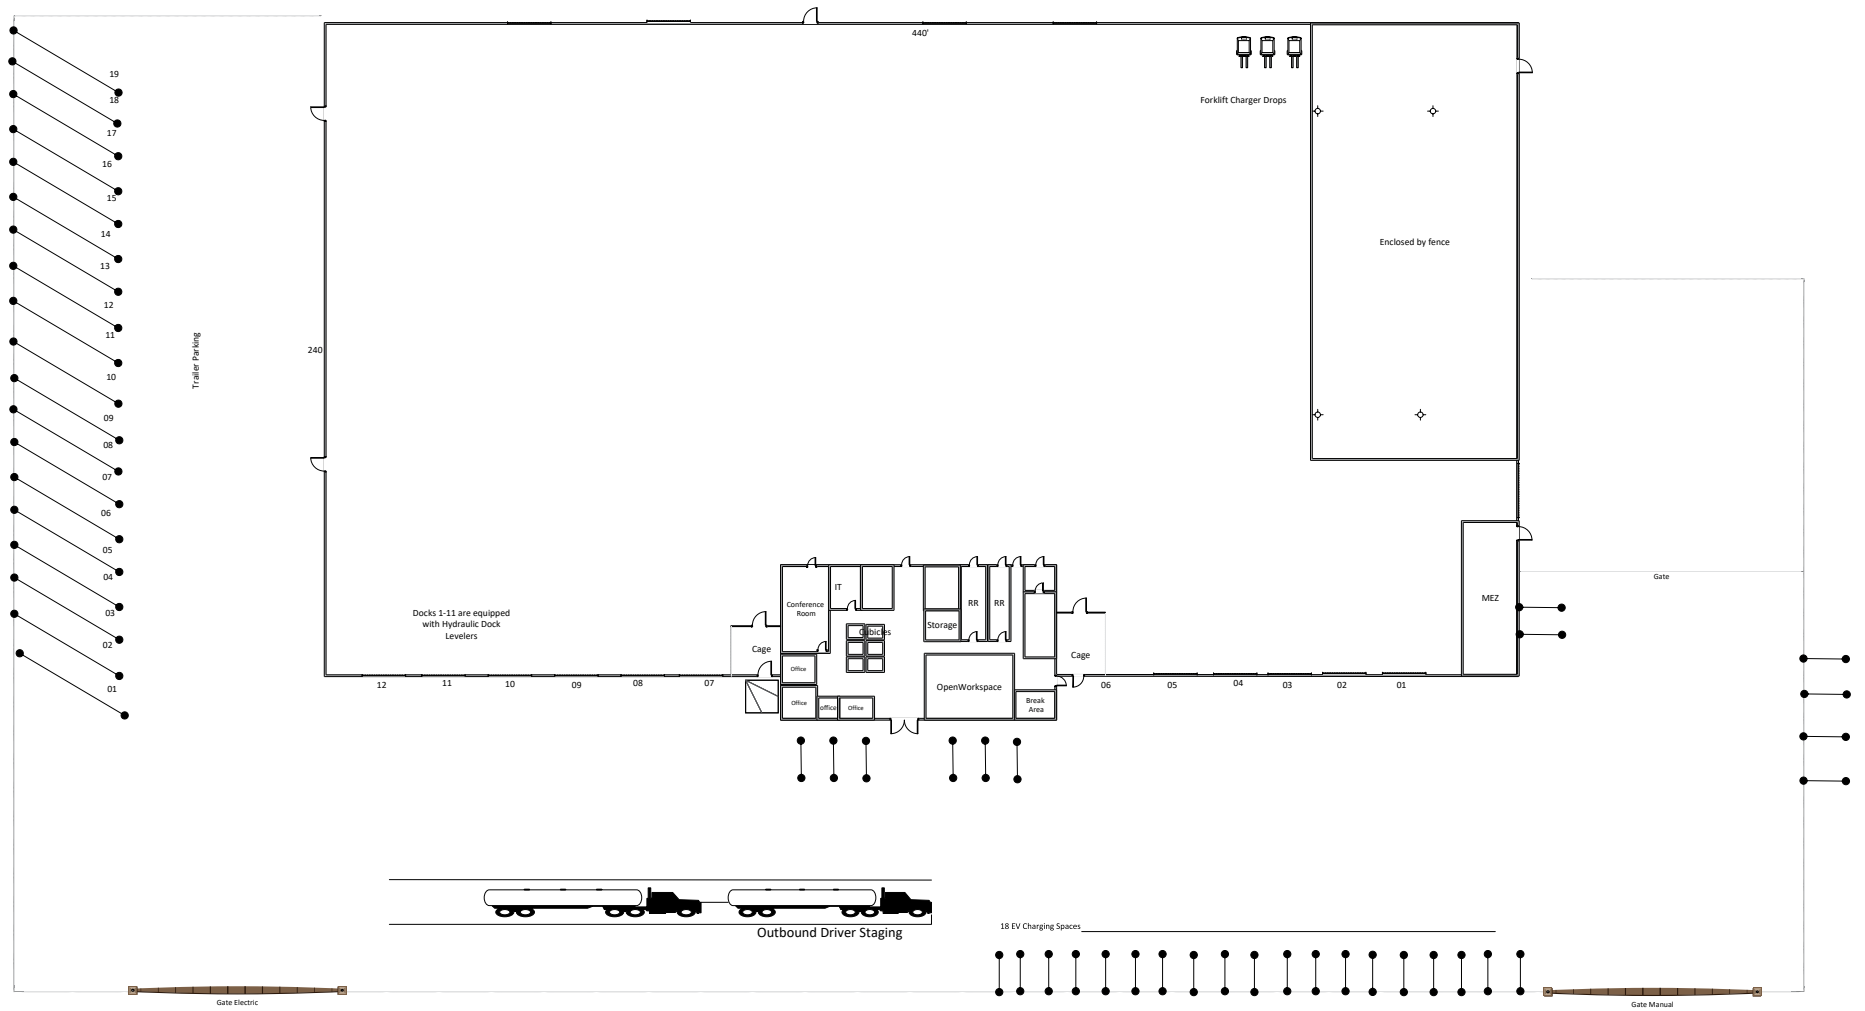 440'
19
18
17
16
15
14
13
12
11
10
09
08
07
06
05
04
03
02
01
Trailer Parking
240
Forklift Charger Drops
Enclosed by fence
Docks 1-11 are equipped
with Hydraulic Dock
Levelers
Conference
Room
IT
Cubicles
Storage
RR
RR
MEZ
Gate
Cage
Cage
Office
Office
office
Office
OpenWorkspace
Break
Area
12
11
10
09
08
07
06
05
04
03
02
01
Outbound Driver Staging
18 EV Charging Spaces
Gate Electric
Gate Manual